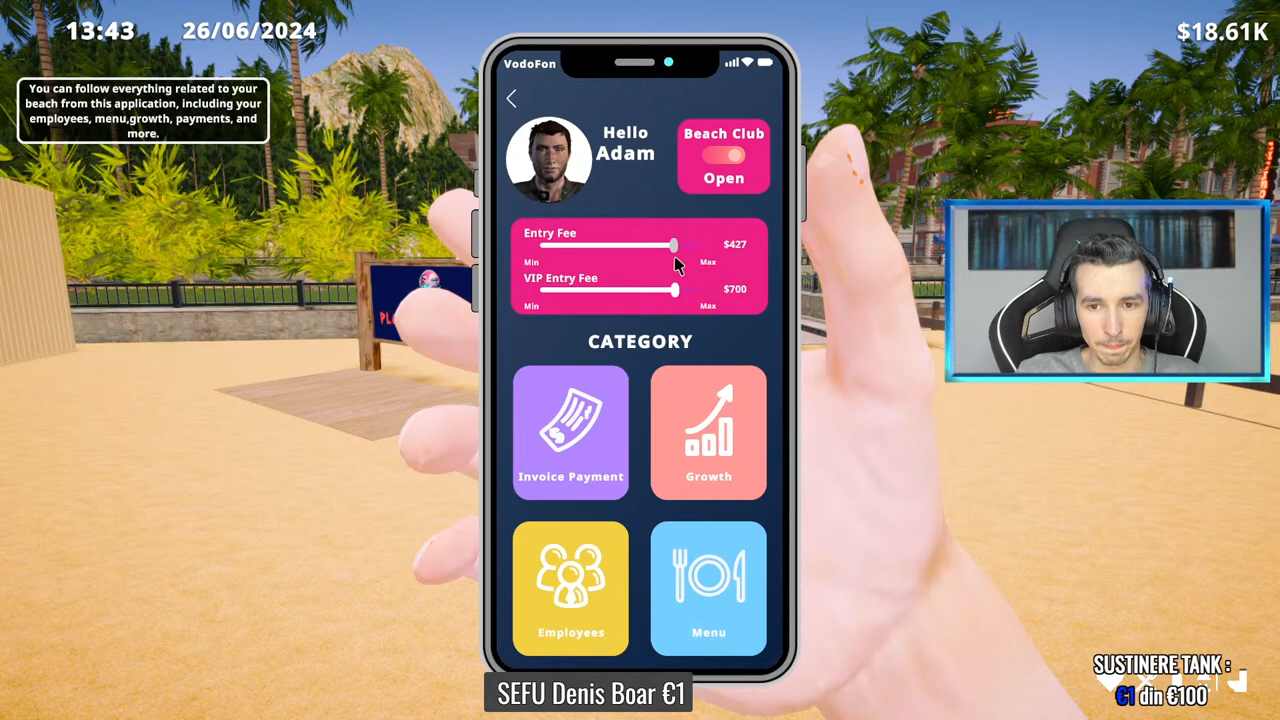 13:43 26/06/2024
$18.61K
You can follow everything related to your
beach from this application, including your
employees, menu,growth, payments, and
more.
VodoFon
Hello
Adam
Beach Club
Open
Entry Fee
$427
Min Max
VIP Entry Fee
$700
Min Max
CATEGORY
Invoice Payment
Growth
Employees
Menu
SEFU Denis Boar €1
SUSTINERE TANK :
€1 din €100